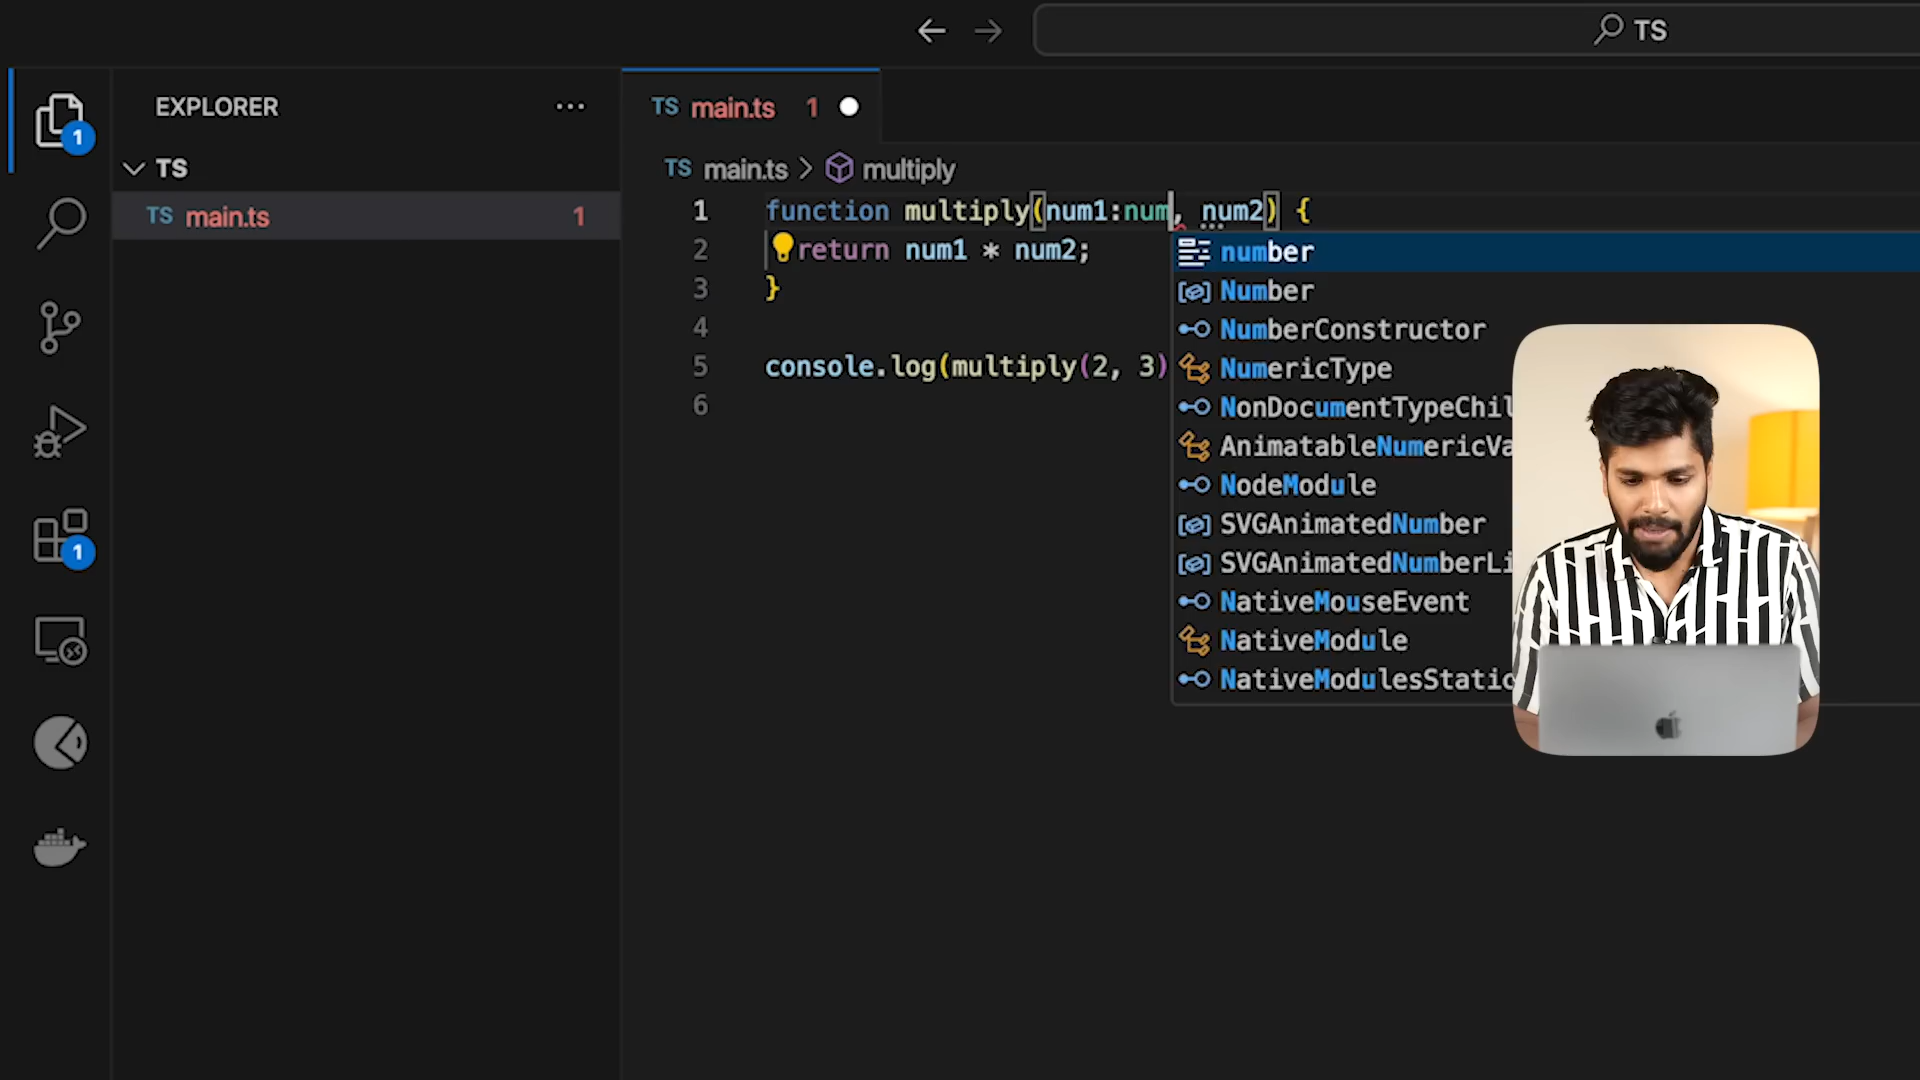 TS
EXPLORER
TS main.ts 1
1
TS
TS main.ts 1
TS main.ts > multiply
1 function multiply(num1:num, num2) {
2 return num1 * num2;
3 }
4
5 console.log(multiply(2, 3)
6
number
Number
NumberConstructor
NumericType
NonDocumentTypeChil
AnimatableNumericVa
NodeModule
SVGAnimatedNumber
SVGAnimatedNumberLi
NativeMouseEvent
NativeModule
NativeModulesStatic
1